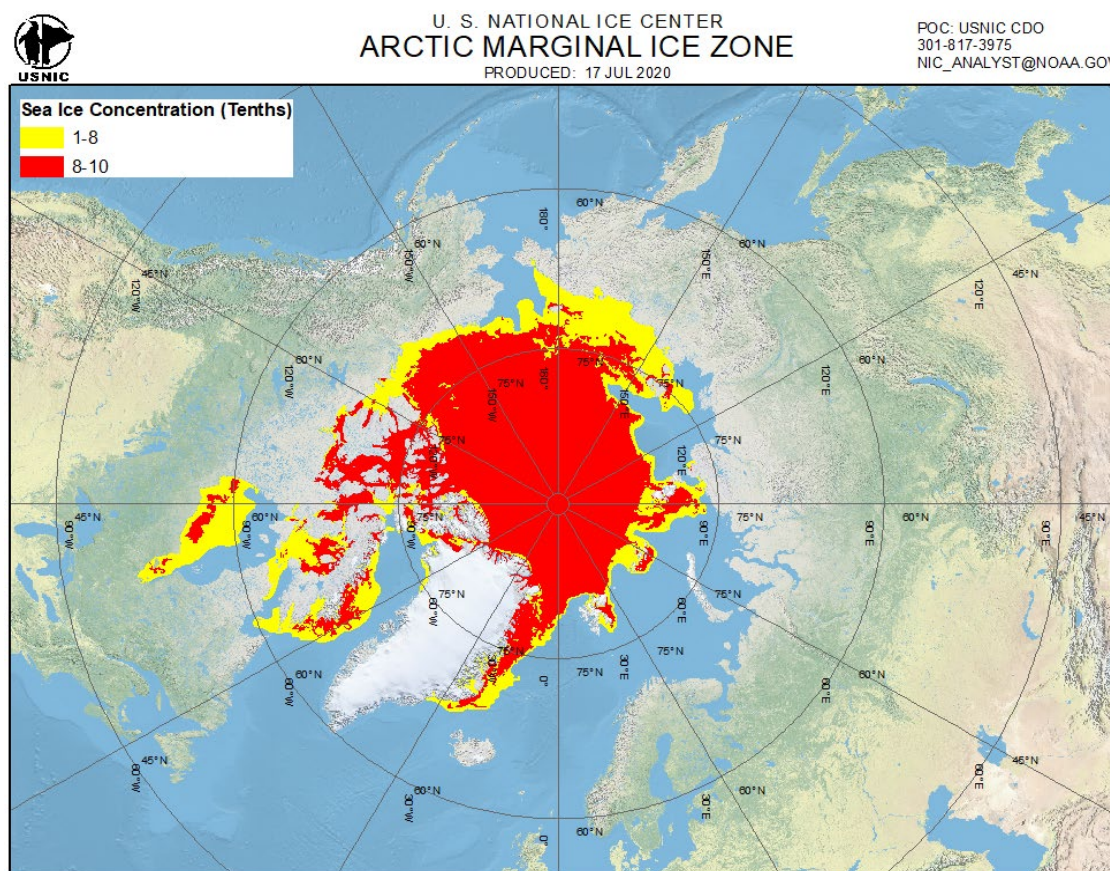 USNIC
U. S. NATIONAL ICE CENTER
ARCTIC MARGINAL ICE ZONE
PRODUCED: 17 JUL 2020
POC: USNIC CDO
301-817-3975
NIC_ANALYST@NOAA.GOV
Sea Ice Concentration (Tenths)
1-8
8-10
60°N
180°
60°N
60°N
150°W
150°E
45°N
45°N
120°W
120°E
60°N
75°N
60°N
180°
75°N
75°N
120°W
120°E
150°W
150°E
75°N
75°N
120°W
120°E
45°N
60°N
75°N
75°N
60°N
45°N
90°W
90°W
90°E
90°E
90°E
75°N
75°N
60°W
60°E
75°N
75°N
60°N
75°N
60°N
30°W
30°E
0°
60°W
60°E
45°N
45°N
60°W
60°E
60°N
60°N
30°W
30°E
60°N
0°